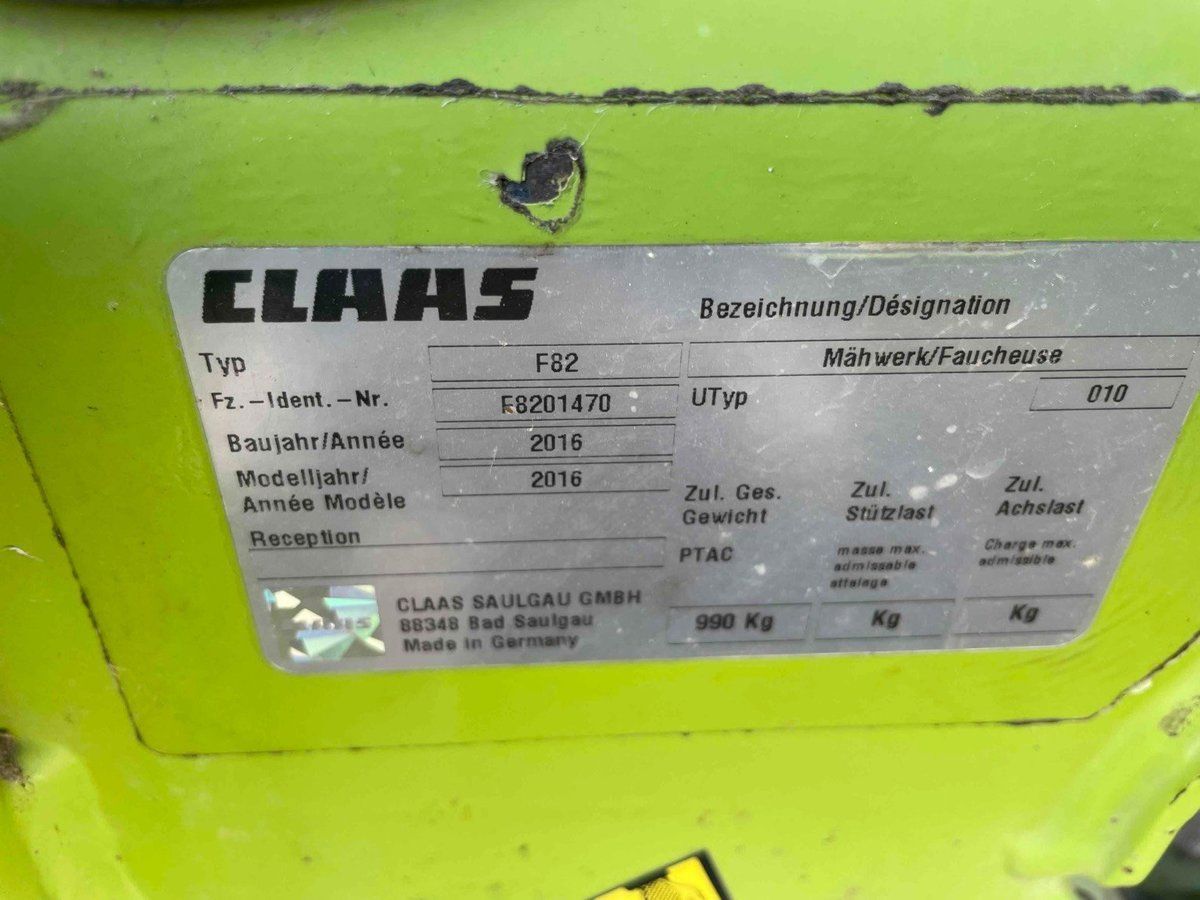 CLAAS
Bezeichnung/Désignation
Typ F82 Mähwerk/Faucheuse
Fz.-Ident.-Nr. F8201470 UTyp 010
Baujahr/Année 2016
Modelljahr/
Année Modèle 2016
Zul. Ges.
Gewicht
Zul.
Stützlast
Zul.
Achslast
Reception
PTAC
masse max.
admissable
attelage
Charge max.
admissible
990 Kg Kg Kg
CLAAS SAULGAU GMBH
88348 Bad Saulgau
Made in Germany